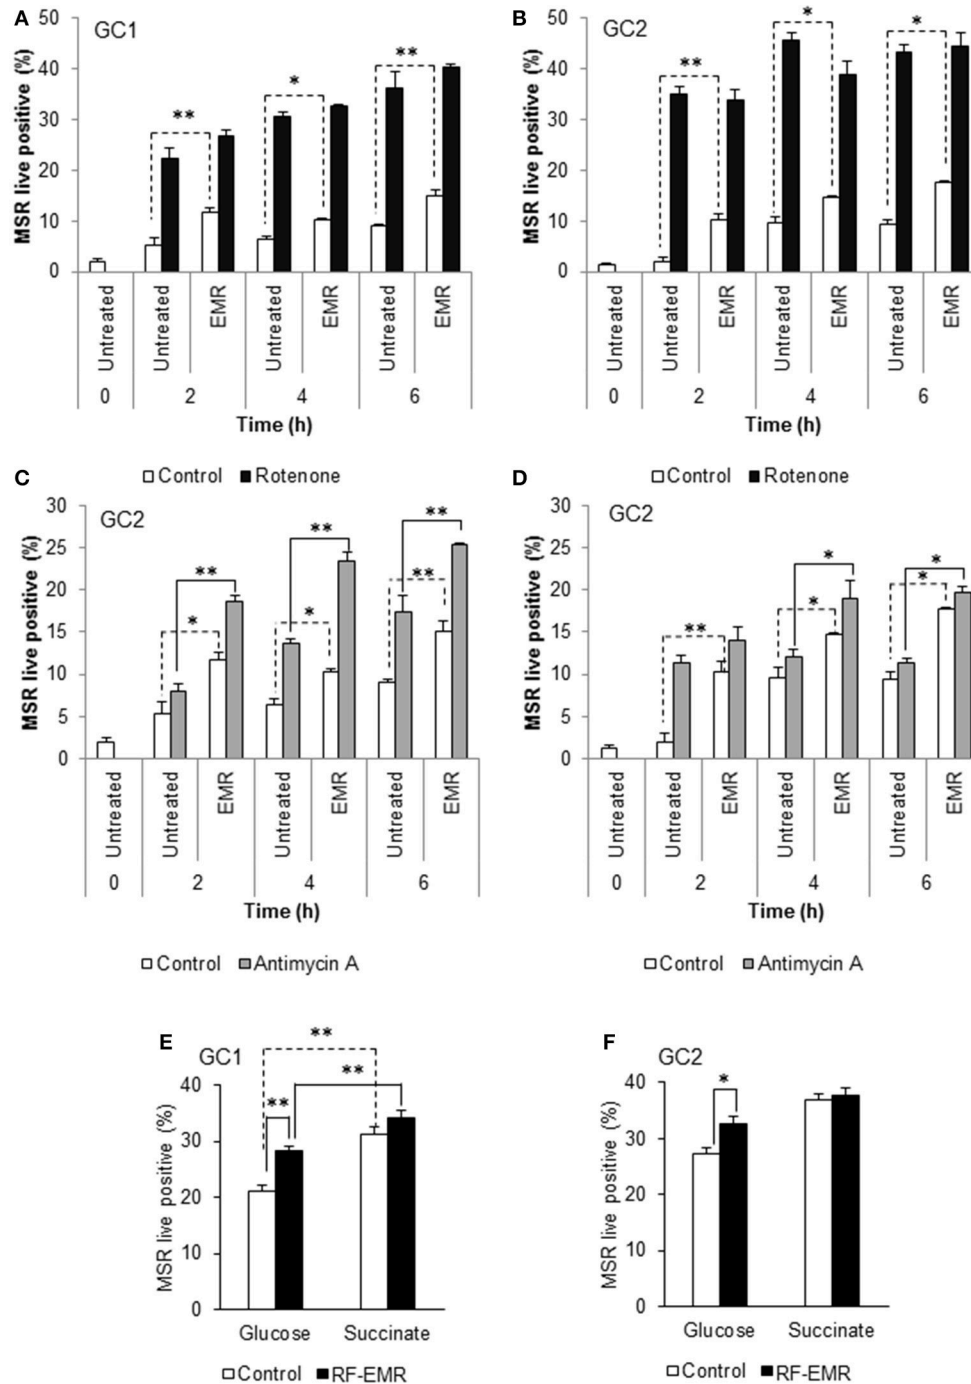 A
GC1
MSR live positive (%)
50
40
30
20
10
0
**
*
**
Untreated
Untreated
EMR
Untreated
EMR
Untreated
EMR
0
2
4
6
Time (h)
Control
Rotenone
B
GC2
MSR live positive (%)
50
40
30
20
10
0
**
*
*
Untreated
Untreated
EMR
Untreated
EMR
Untreated
EMR
0
2
4
6
Time (h)
Control
Rotenone
C
GC2
MSR live positive (%)
30
25
20
15
10
5
0
**
*
**
*
**
**
Untreated
Untreated
EMR
Untreated
EMR
Untreated
EMR
0
2
4
6
Time (h)
Control
Antimycin A
D
GC2
MSR live positive (%)
30
25
20
15
10
5
0
**
*
*
*
*
Untreated
Untreated
EMR
Untreated
EMR
Untreated
EMR
0
2
4
6
Time (h)
Control
Antimycin A
E
GC1
MSR live positive (%)
40
30
20
10
0
**
**
**
Glucose
Succinate
Control
RF-EMR
F
GC2
MSR live positive (%)
40
30
20
10
0
*
Glucose
Succinate
Control
RF-EMR